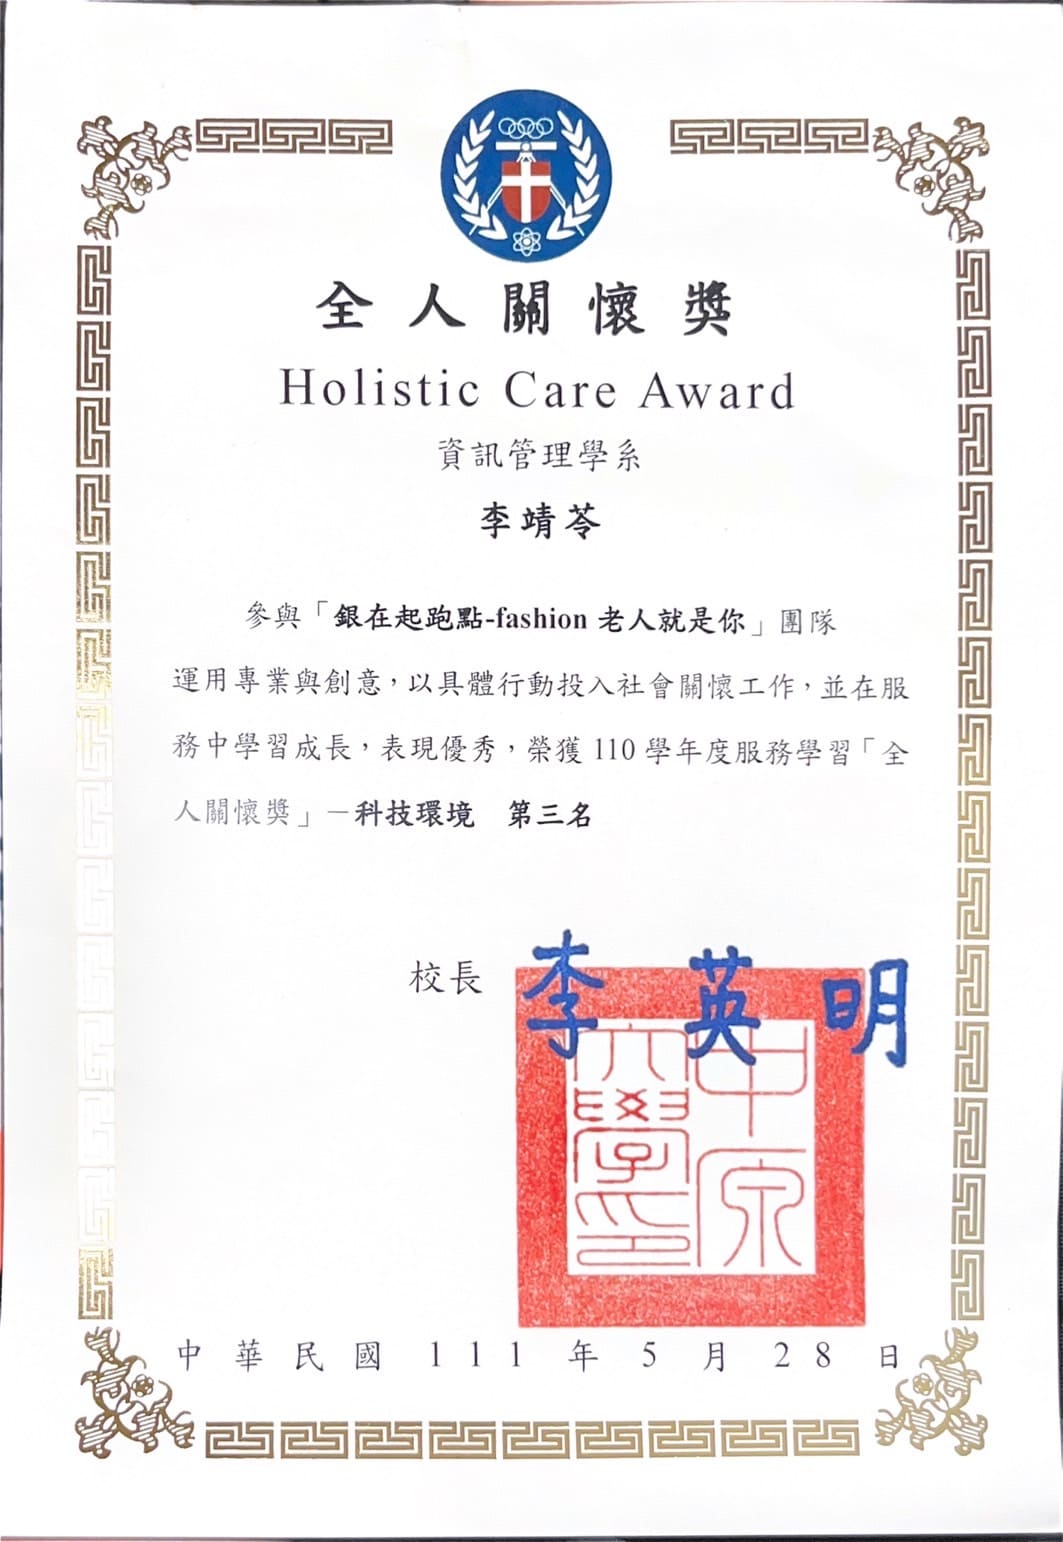 全人關懷獎
Holistic Care Award
資訊管理學系
李靖苓
參與「銀在起跑點-fashion 老人就是你」團隊
運用專業與創意，以具體行動投入社會關懷工作，並在服
務中學習成長，表現優秀，榮獲 110 學年度服務學習「全
人關懷獎」－科技環境　第三名
校長 李英明
中原大學印
中華民國 111 年 5 月 28 日